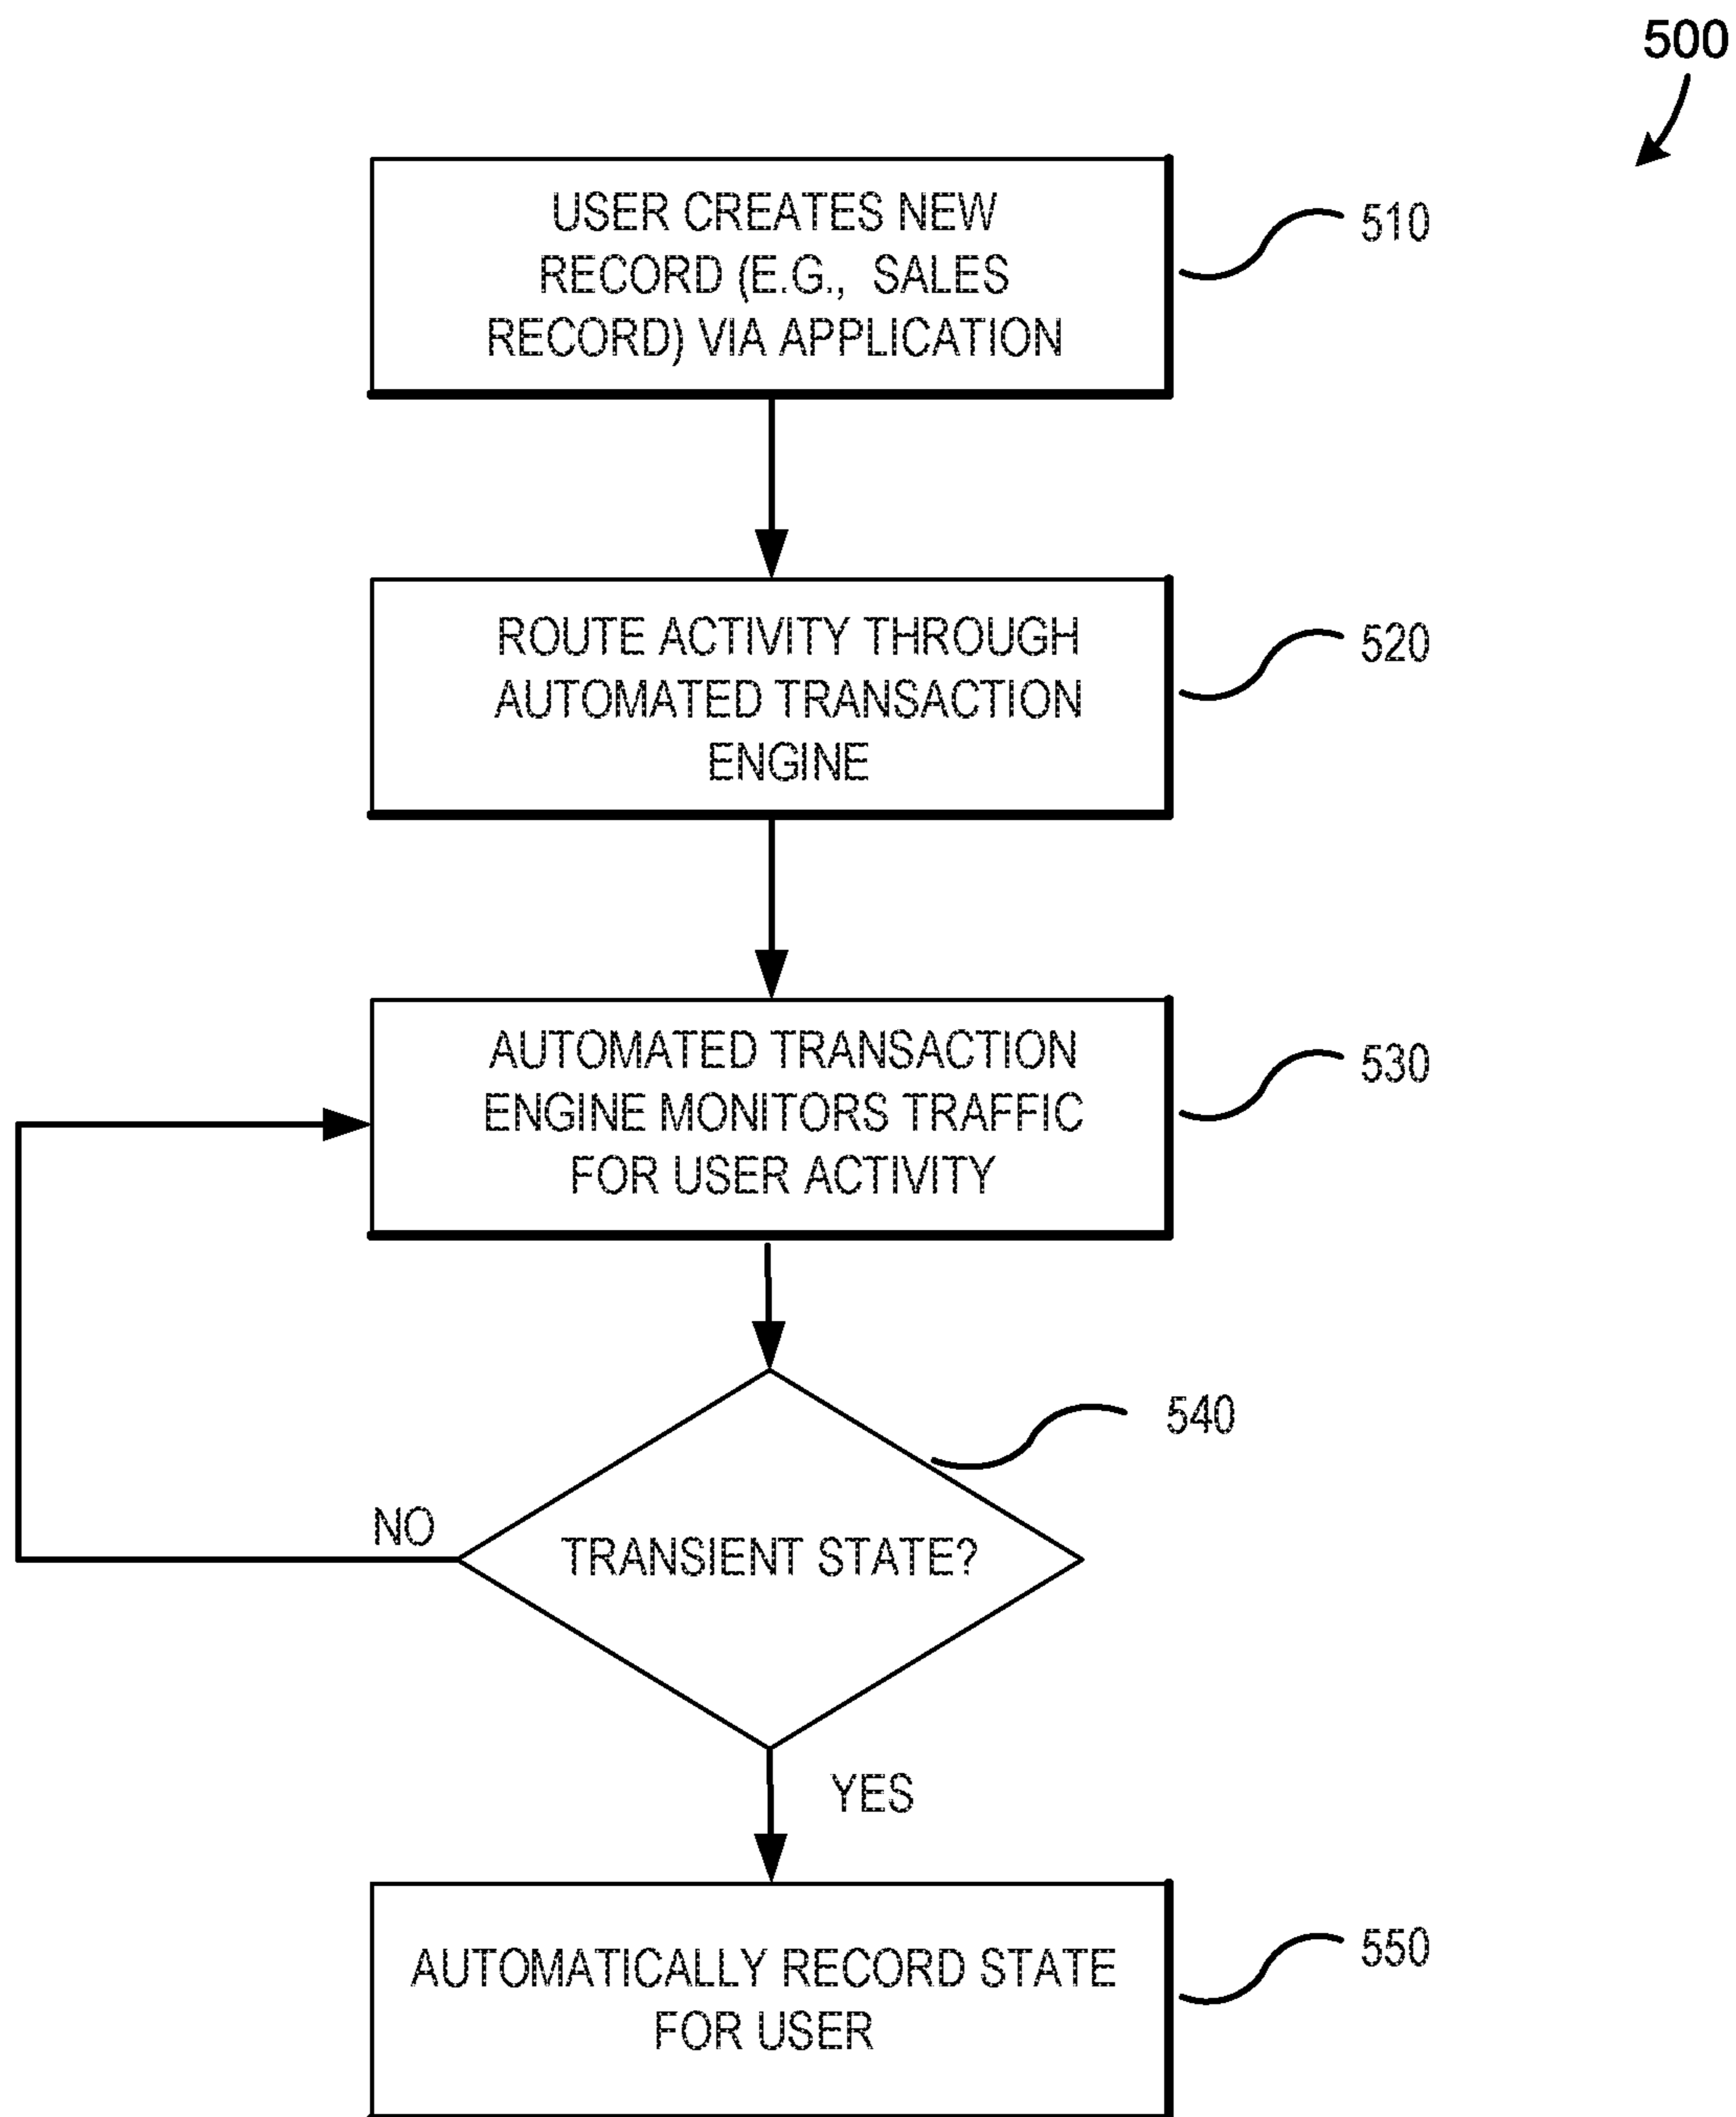 500
USER CREATES NEW
RECORD (E.G., SALES
RECORD) VIA APPLICATION
510
ROUTE ACTIVITY THROUGH
AUTOMATED TRANSACTION
ENGINE
520
AUTOMATED TRANSACTION
ENGINE MONITORS TRAFFIC
FOR USER ACTIVITY
530
540
NO
TRANSIENT STATE?
YES
AUTOMATICALLY RECORD STATE
FOR USER
550